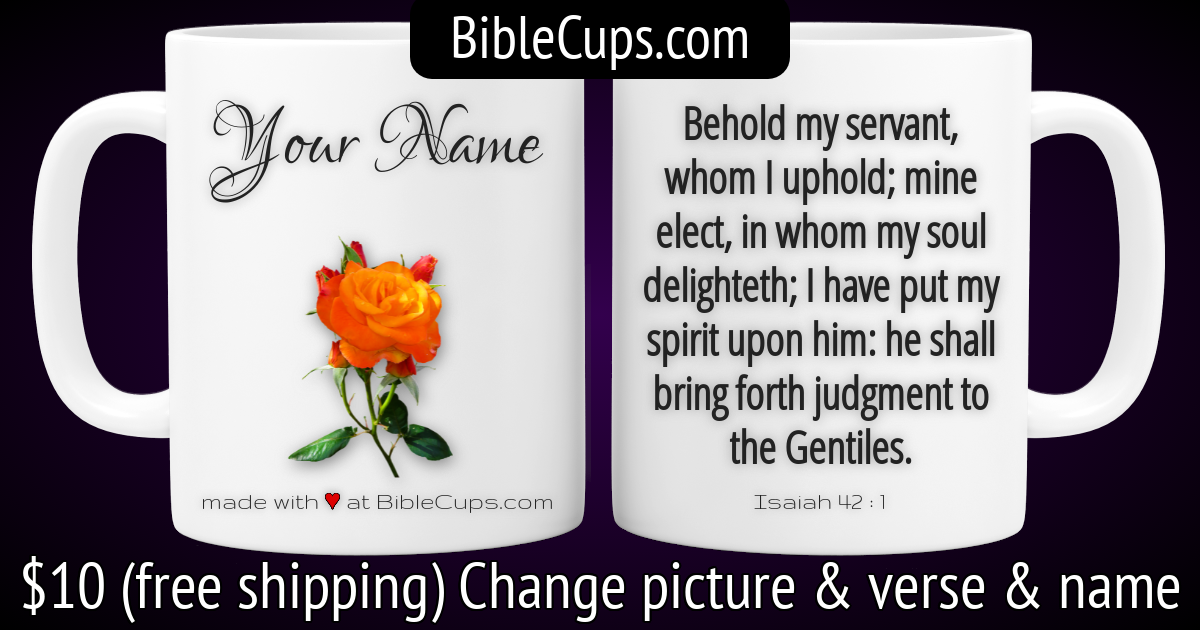 BibleCups.com
Your Name
made with ♥ at BibleCups.com
Behold my servant,
whom I uphold; mine
elect, in whom my soul
delighteth; I have put my
spirit upon him: he shall
bring forth judgment to
the Gentiles.
Isaiah 42 : 1
$10 (free shipping) Change picture & verse & name